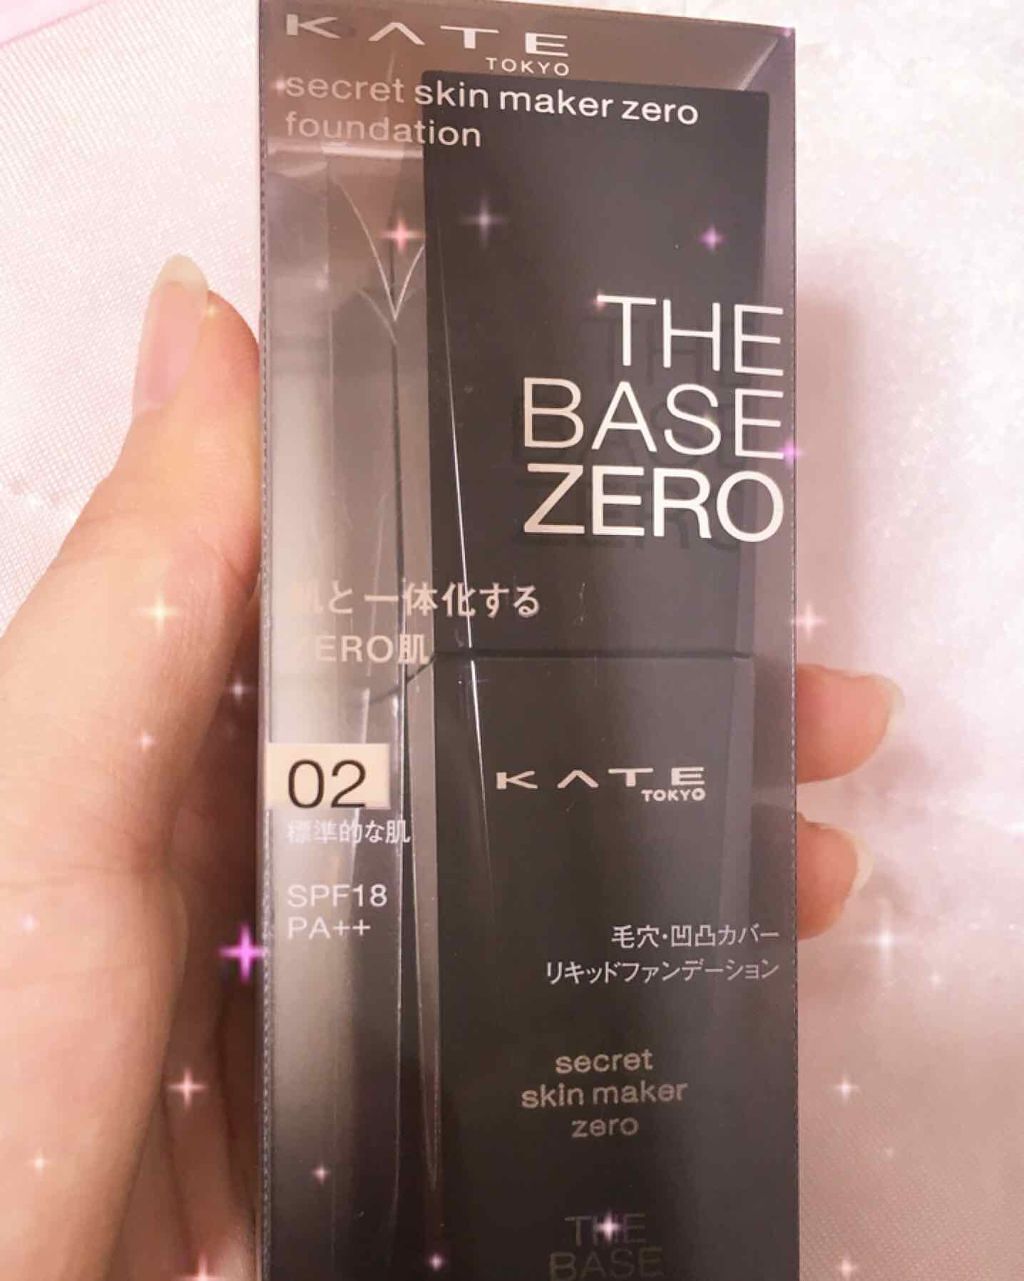 KATE
TOKYO
secret skin maker zero
foundation
THE
BASE
ZERO
肌と一体化する
ZERO肌
02
標準的な肌
SPF18
PA++
KATE
TOKYO
毛穴・凹凸カバー
リキッドファンデーション
secret
skin maker
zero
THE
BASE